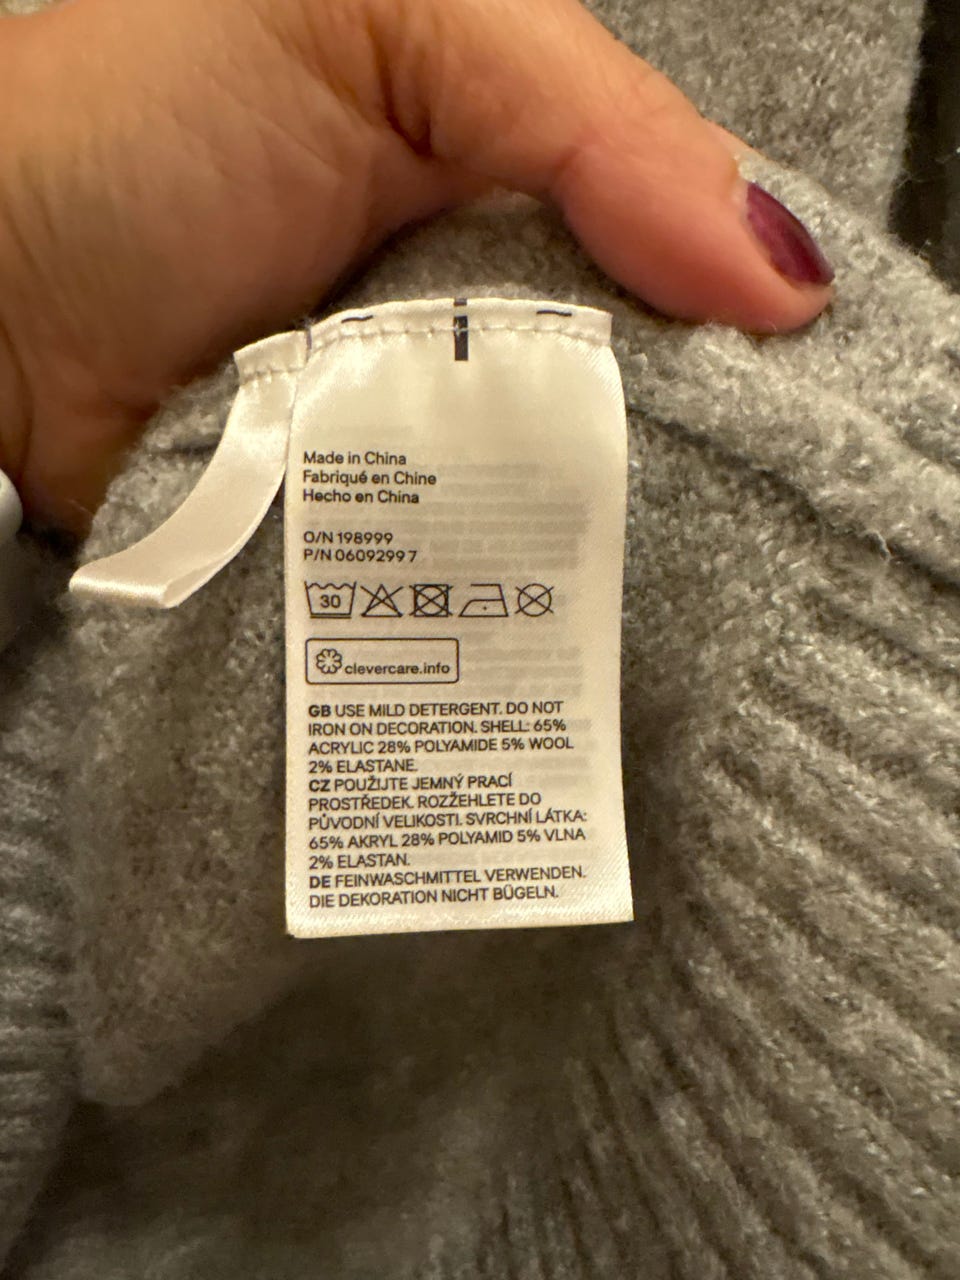 Made in China
Fabriqué en Chine
Hecho en China
O/N 198999
P/N 06092997
30
clevercare.info
GB USE MILD DETERGENT. DO NOT
IRON ON DECORATION. SHELL: 65%
ACRYLIC 28% POLYAMIDE 5% WOOL
2% ELASTANE.
CZ POUŽIJTE JEMNÝ PRACÍ
PROSTŘEDEK. ROZŽEHLETE DO
PŮVODNÍ VELIKOSTI. SVRCHNÍ LÁTKA:
65% AKRYL 28% POLYAMID 5% VLNA
2% ELASTAN.
DE FEINWASCHMITTEL VERWENDEN.
DIE DEKORATION NICHT BÜGELN.